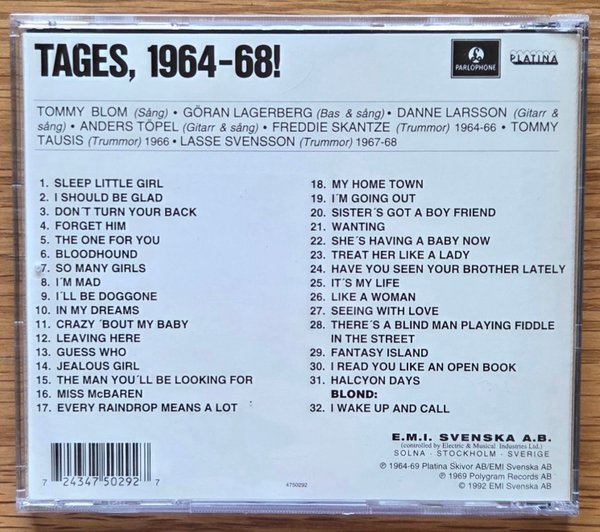 TAGES, 1964-68!
PARLOPHONE
PLATINA
TOMMY BLOM (Sång) • GÖRAN LAGERBERG (Bas & sång) • DANNE LARSSON (Gitarr &
sång) • ANDERS TÖPEL (Gitarr & sång) • FREDDIE SKANTZE (Trummor) 1964-66 • TOMMY
TAUSIS (Trummor) 1966 • LASSE SVENSSON (Trummor) 1967-68
1. SLEEP LITTLE GIRL
2. I SHOULD BE GLAD
3. DON´T TURN YOUR BACK
4. FORGET HIM
5. THE ONE FOR YOU
6. BLOODHOUND
7. SO MANY GIRLS
8. I´M MAD
9. I´LL BE DOGGONE
10. IN MY DREAMS
11. CRAZY ´BOUT MY BABY
12. LEAVING HERE
13. GUESS WHO
14. JEALOUS GIRL
15. THE MAN YOU´LL BE LOOKING FOR
16. MISS McBAREN
17. EVERY RAINDROP MEANS A LOT
18. MY HOME TOWN
19. I´M GOING OUT
20. SISTER´S GOT A BOY FRIEND
21. WANTING
22. SHE´S HAVING A BABY NOW
23. TREAT HER LIKE A LADY
24. HAVE YOU SEEN YOUR BROTHER LATELY
25. IT´S MY LIFE
26. LIKE A WOMAN
27. SEEING WITH LOVE
28. THERE´S A BLIND MAN PLAYING FIDDLE
IN THE STREET
29. FANTASY ISLAND
30. I READ YOU LIKE AN OPEN BOOK
31. HALCYON DAYS
BLOND:
32. I WAKE UP AND CALL
E.M.I. SVENSKA A.B.
(controlled by Electric & Musical Industries Ltd.)
SOLNA · STOCKHOLM · SVERIGE
℗ 1964-69 Platina Skivor AB/EMI Svenska AB
℗ 1969 Polygram Records AB
© 1992 EMI Svenska AB
7 24347 50292 7
4750292